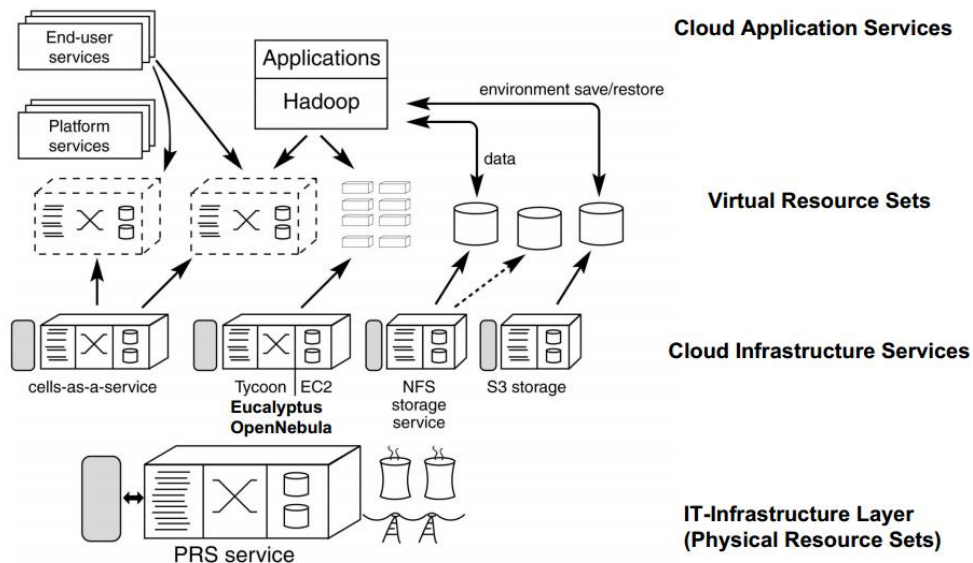 Cloud Application Services
End-user
services
Applications
Hadoop
environment save/restore
Platform
services
data
Virtual Resource Sets
Cloud Infrastructure Services
cells-as-a-service
Tycoon | EC2
Eucalyptus
OpenNebula
NFS
storage
service
S3 storage
IT-Infrastructure Layer
(Physical Resource Sets)
PRS service